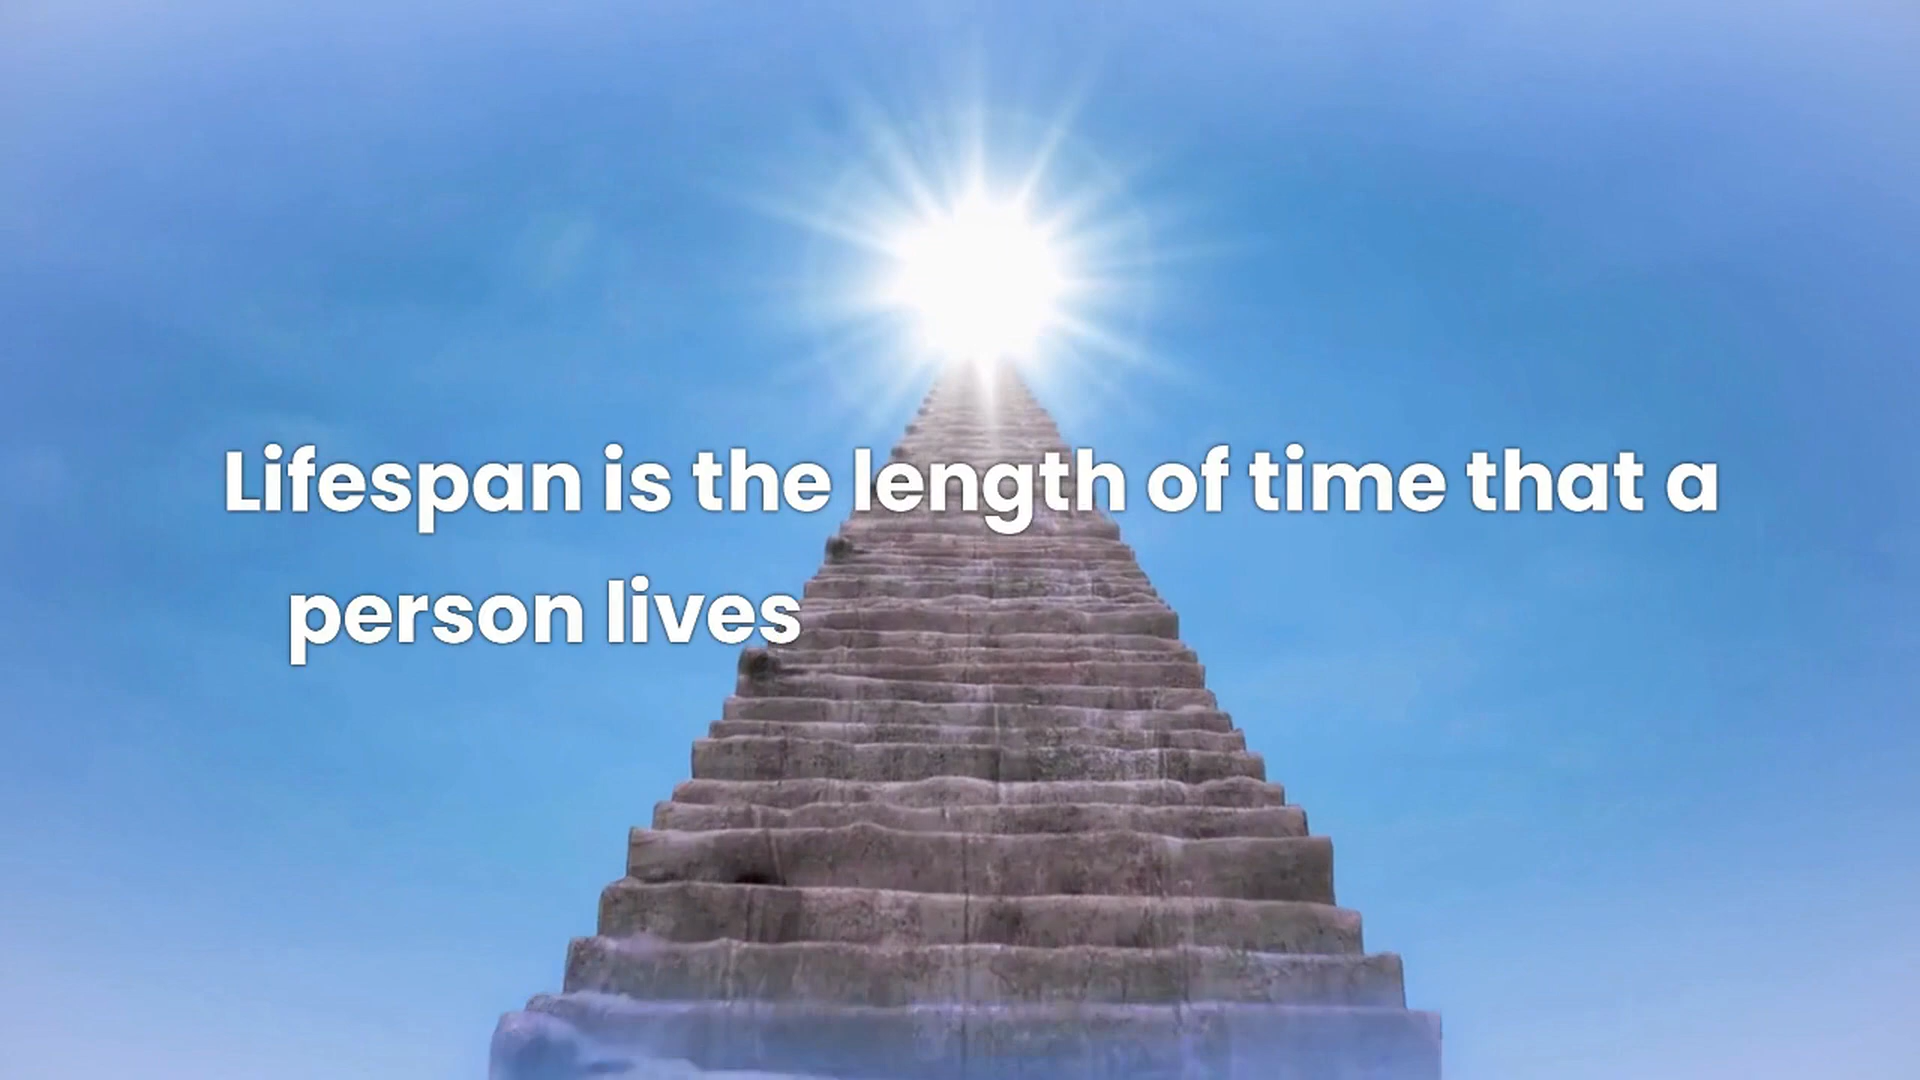 Lifespan is the length of time that a
person lives